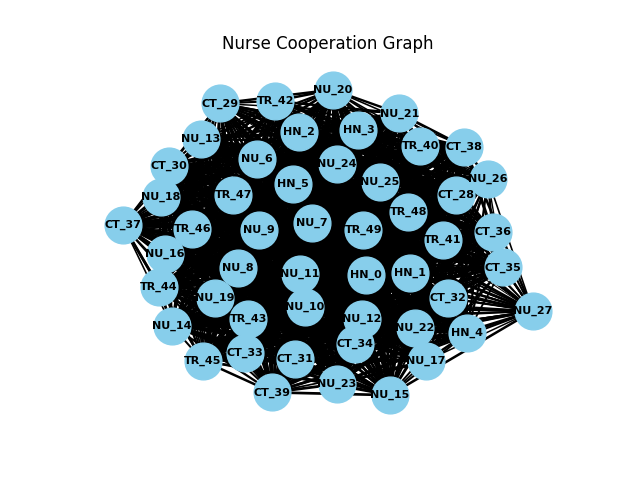 Nurse Cooperation Graph
NU_20
TR_42
CT_29
NU_21
HN_3
HN_2
NU_13
TR_40
CT_38
NU_6
NU_24
CT_30
NU_26
NU_25
HN_5
TR_47
CT_28
NU_18
TR_48
NU_7
CT_37
TR_46
NU_9
TR_49
CT_36
TR_41
NU_16
NU_8
CT_35
HN_1
NU_11
HN_0
TR_44
NU_19
CT_32
NU_10
NU_27
TR_43
NU_12
NU_14
NU_22
HN_4
CT_34
CT_33
CT_31
TR_45
NU_17
NU_23
CT_39
NU_15